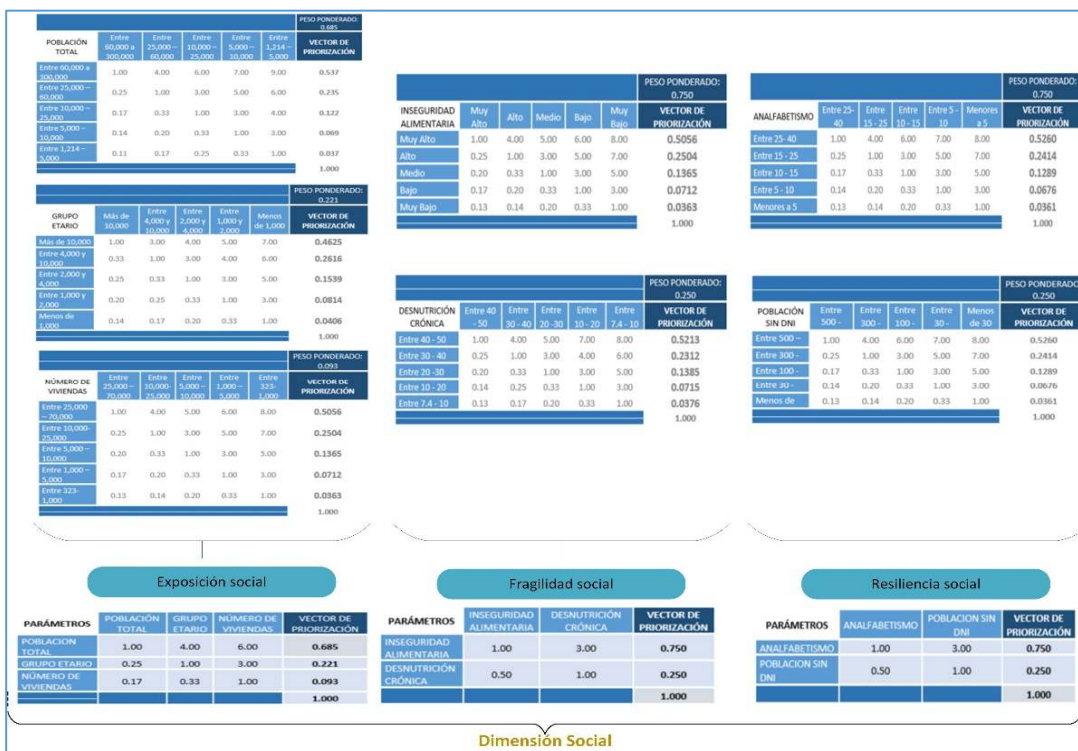 PESO PONDERADO:
0.685
POBLACIÓN TOTAL | Entre 60,000 a 300,000 | Entre 25,000 – 60,000 | Entre 10,000 – 25,000 | Entre 5,000 – 10,000 | Entre 1,214 – 5,000 | VECTOR DE PRIORIZACIÓN
Entre 60,000 a 300,000 | 1.00 | 4.00 | 6.00 | 7.00 | 9.00 | 0.537
Entre 25,000 – 60,000 | 0.25 | 1.00 | 3.00 | 5.00 | 6.00 | 0.235
Entre 10,000 – 25,000 | 0.17 | 0.33 | 1.00 | 3.00 | 4.00 | 0.122
Entre 5,000 – 10,000 | 0.14 | 0.20 | 0.33 | 1.00 | 3.00 | 0.069
Entre 1,214 – 5,000 | 0.11 | 0.17 | 0.25 | 0.33 | 1.00 | 0.037
1.000
PESO PONDERADO:
0.221
GRUPO ETARIO | Más de 10,000 | Entre 4,000 y 10,000 | Entre 2,000 y 4,000 | Entre 1,000 y 2,000 | Menos de 1,000 | VECTOR DE PRIORIZACIÓN
Más de 10,000 | 1.00 | 3.00 | 4.00 | 5.00 | 7.00 | 0.4625
Entre 4,000 y 10,000 | 0.33 | 1.00 | 3.00 | 4.00 | 6.00 | 0.2616
Entre 2,000 y 4,000 | 0.25 | 0.33 | 1.00 | 3.00 | 5.00 | 0.1539
Entre 1,000 y 2,000 | 0.20 | 0.25 | 0.33 | 1.00 | 3.00 | 0.0814
Menos de 1,000 | 0.14 | 0.17 | 0.20 | 0.33 | 1.00 | 0.0406
1.000
PESO PONDERADO:
0.093
NÚMERO DE VIVIENDAS | Entre 25,000 – 70,000 | Entre 10,000- 25,000 | Entre 5,000 – 10,000 | Entre 1,000 – 5,000 | Entre 323- 1,000 | VECTOR DE PRIORIZACIÓN
Entre 25,000 – 70,000 | 1.00 | 4.00 | 5.00 | 6.00 | 8.00 | 0.5056
Entre 10,000- 25,000 | 0.25 | 1.00 | 3.00 | 5.00 | 7.00 | 0.2504
Entre 5,000 – 10,000 | 0.20 | 0.33 | 1.00 | 3.00 | 5.00 | 0.1365
Entre 1,000 – 5,000 | 0.17 | 0.20 | 0.33 | 1.00 | 3.00 | 0.0712
Entre 323- 1,000 | 0.13 | 0.14 | 0.20 | 0.33 | 1.00 | 0.0363
1.000
PESO PONDERADO:
0.750
INSEGURIDAD ALIMENTARIA | Muy Alto | Alto | Medio | Bajo | Muy Bajo | VECTOR DE PRIORIZACIÓN
Muy Alto | 1.00 | 4.00 | 5.00 | 6.00 | 8.00 | 0.5056
Alto | 0.25 | 1.00 | 3.00 | 5.00 | 7.00 | 0.2504
Medio | 0.20 | 0.33 | 1.00 | 3.00 | 5.00 | 0.1365
Bajo | 0.17 | 0.20 | 0.33 | 1.00 | 3.00 | 0.0712
Muy Bajo | 0.13 | 0.14 | 0.20 | 0.33 | 1.00 | 0.0363
1.000
PESO PONDERADO:
0.250
DESNUTRICIÓN CRÓNICA | Entre 40 - 50 | Entre 30 - 40 | Entre 20 -30 | Entre 10 - 20 | Entre 7.4 - 10 | VECTOR DE PRIORIZACIÓN
Entre 40 - 50 | 1.00 | 4.00 | 5.00 | 7.00 | 8.00 | 0.5213
Entre 30 - 40 | 0.25 | 1.00 | 3.00 | 4.00 | 6.00 | 0.2312
Entre 20 -30 | 0.20 | 0.33 | 1.00 | 3.00 | 5.00 | 0.1385
Entre 10 - 20 | 0.14 | 0.25 | 0.33 | 1.00 | 3.00 | 0.0715
Entre 7.4 - 10 | 0.13 | 0.17 | 0.20 | 0.33 | 1.00 | 0.0376
1.000
PESO PONDERADO:
0.750
ANALFABETISMO | Entre 25- 40 | Entre 15 - 25 | Entre 10 - 15 | Entre 5 - 10 | Menores a 5 | VECTOR DE PRIORIZACIÓN
Entre 25- 40 | 1.00 | 4.00 | 6.00 | 7.00 | 8.00 | 0.5260
Entre 15 - 25 | 0.25 | 1.00 | 3.00 | 5.00 | 7.00 | 0.2414
Entre 10 - 15 | 0.17 | 0.33 | 1.00 | 3.00 | 5.00 | 0.1289
Entre 5 - 10 | 0.14 | 0.20 | 0.33 | 1.00 | 3.00 | 0.0676
Menores a 5 | 0.13 | 0.14 | 0.20 | 0.33 | 1.00 | 0.0361
1.000
PESO PONDERADO:
0.250
POBLACIÓN SIN DNI | Entre 500 - | Entre 300 - | Entre 100 - | Entre 30 - | Menos de 30 | VECTOR DE PRIORIZACIÓN
Entre 500 – | 1.00 | 4.00 | 6.00 | 7.00 | 8.00 | 0.5260
Entre 300 - | 0.25 | 1.00 | 3.00 | 5.00 | 7.00 | 0.2414
Entre 100 - | 0.17 | 0.33 | 1.00 | 3.00 | 5.00 | 0.1289
Entre 30 - | 0.14 | 0.20 | 0.33 | 1.00 | 3.00 | 0.0676
Menos de | 0.13 | 0.14 | 0.20 | 0.33 | 1.00 | 0.0361
1.000
Exposición social
Fragilidad social
Resiliencia social
PARÁMETROS | POBLACIÓN TOTAL | GRUPO ETARIO | NÚMERO DE VIVIENDAS | VECTOR DE PRIORIZACIÓN
POBLACION TOTAL | 1.00 | 4.00 | 6.00 | 0.685
GRUPO ETARIO | 0.25 | 1.00 | 3.00 | 0.221
NÚMERO DE VIVIENDAS | 0.17 | 0.33 | 1.00 | 0.093
1.000
PARÁMETROS | INSEGURIDAD ALIMENTARIA | DESNUTRICIÓN CRÓNICA | VECTOR DE PRIORIZACIÓN
INSEGURIDAD ALIMENTARIA | 1.00 | 3.00 | 0.750
DESNUTRICIÓN CRÓNICA | 0.50 | 1.00 | 0.250
1.000
PARÁMETROS | ANALFABETISMO | POBLACION SIN DNI | VECTOR DE PRIORIZACIÓN
ANALFABETISMO | 1.00 | 3.00 | 0.750
POBLACION SIN DNI | 0.50 | 1.00 | 0.250
1.000
Dimensión Social